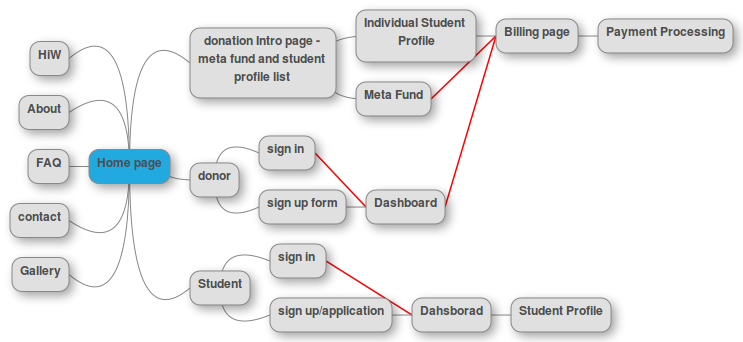 HiW
About
FAQ
contact
Gallery
Home page
donation Intro page -
meta fund and student
profile list
Individual Student
Profile
Meta Fund
Billing page
Payment Processing
donor
sign in
sign up form
Dashboard
Student
sign in
sign up/application
Dahsborad
Student Profile